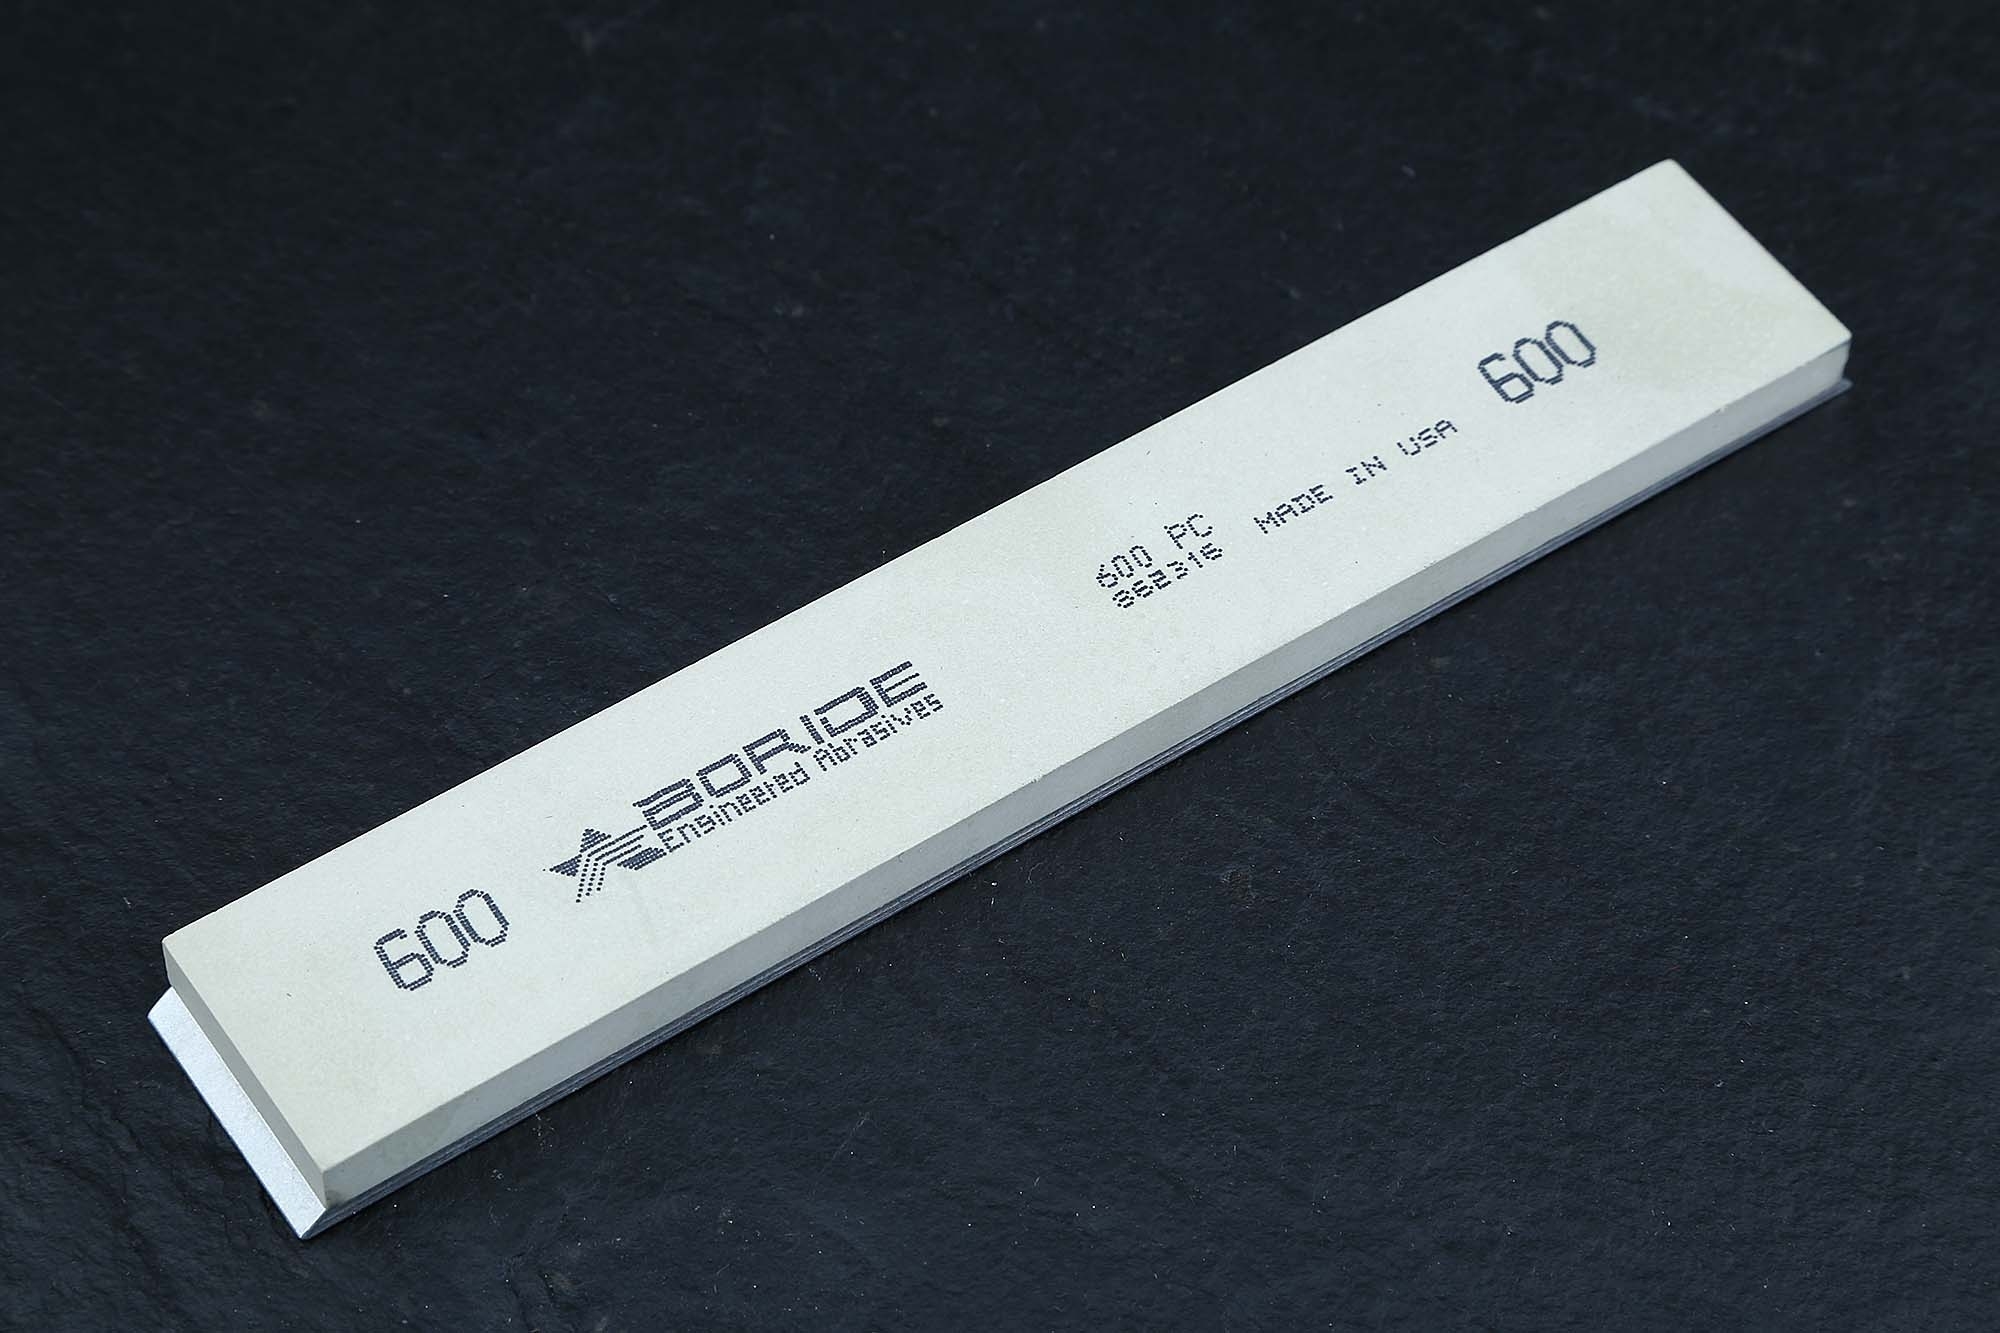 600
BORIDE
Engineered Abrasives
600 PC
862316
MADE IN USA
600